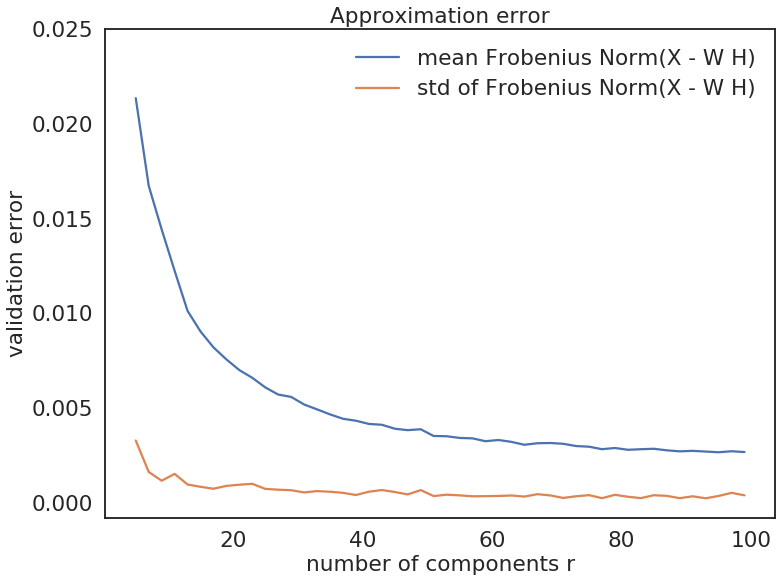 Approximation error
0.025
0.020
0.015
0.010
0.005
0.000
validation error
mean Frobenius Norm(X - W H)
std of Frobenius Norm(X - W H)
20 40 60 80 100
number of components r